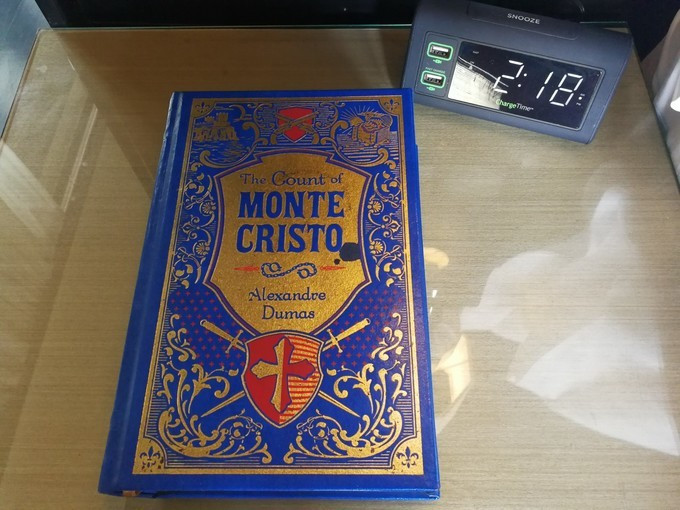 SNOOZE
2:18
ChargeTime
The Count of
MONTE
CRISTO
Alexandre
Dumas